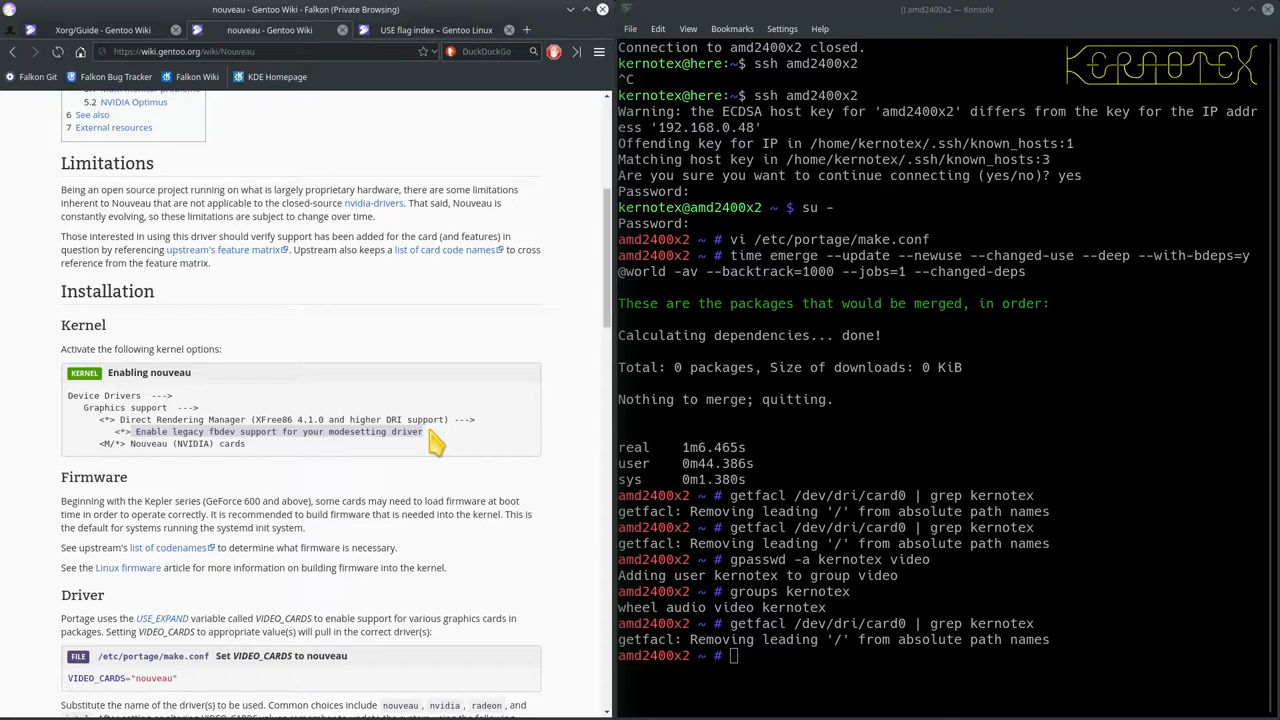 nouveau - Gentoo Wiki - Falkon (Private Browsing)
Xorg/Guide - Gentoo Wiki
nouveau - Gentoo Wiki
USE flag index – Gentoo Linux
https://wiki.gentoo.org/wiki/Nouveau
DuckDuckGo
Falkon Git
Falkon Bug Tracker
Falkon Wiki
KDE Homepage
5.2 NVIDIA Optimus
6 See also
7 External resources
Limitations
Being an open source project running on what is largely proprietary hardware, there are some limitations
inherent to Nouveau that are not applicable to the closed-source nvidia-drivers. That said, Nouveau is
constantly evolving, so these limitations are subject to change over time.
Those interested in using this driver should verify support has been added for the card (and features) in
question by referencing upstream's feature matrix. Upstream also keeps a list of card code names to cross
reference from the feature matrix.
Installation
Kernel
Activate the following kernel options:
KERNEL Enabling nouveau
Device Drivers --->
Graphics support --->
<*> Direct Rendering Manager (XFree86 4.1.0 and higher DRI support) --->
<*> Enable legacy fbdev support for your modesetting driver
<M/*> Nouveau (NVIDIA) cards
Firmware
Beginning with the Kepler series (GeForce 600 and above), some cards may need to load firmware at boot
time in order to operate correctly. It is recommended to build firmware that is needed into the kernel. This is
the default for systems running the systemd init system.
See upstream's list of codenames to determine what firmware is necessary.
See the Linux firmware article for more information on building firmware into the kernel.
Driver
Portage uses the USE_EXPAND variable called VIDEO_CARDS to enable support for various graphics cards in
packages. Setting VIDEO_CARDS to appropriate value(s) will pull in the correct driver(s):
FILE /etc/portage/make.conf Set VIDEO_CARDS to nouveau
VIDEO_CARDS="nouveau"
Substitute the name of the driver(s) to be used. Common choices include nouveau, nvidia, radeon, and
() amd2400x2 — Konsole
File Edit View Bookmarks Settings Help
KERNOTEX
Connection to amd2400x2 closed.
kernotex@here:~$ ssh amd2400x2
^C
kernotex@here:~$ ssh amd2400x2
Warning: the ECDSA host key for 'amd2400x2' differs from the key for the IP addr
ess '192.168.0.48'
Offending key for IP in /home/kernotex/.ssh/known_hosts:1
Matching host key in /home/kernotex/.ssh/known_hosts:3
Are you sure you want to continue connecting (yes/no)? yes
Password:
kernotex@amd2400x2 ~ $ su -
Password:
amd2400x2 ~ # vi /etc/portage/make.conf
amd2400x2 ~ # time emerge --update --newuse --changed-use --deep --with-bdeps=y
@world -av --backtrack=1000 --jobs=1 --changed-deps
These are the packages that would be merged, in order:
Calculating dependencies... done!
Total: 0 packages, Size of downloads: 0 KiB
Nothing to merge; quitting.
real 1m6.465s
user 0m44.386s
sys 0m1.380s
amd2400x2 ~ # getfacl /dev/dri/card0 | grep kernotex
getfacl: Removing leading '/' from absolute path names
amd2400x2 ~ # getfacl /dev/dri/card0 | grep kernotex
getfacl: Removing leading '/' from absolute path names
amd2400x2 ~ # gpasswd -a kernotex video
Adding user kernotex to group video
amd2400x2 ~ # groups kernotex
wheel audio video kernotex
amd2400x2 ~ # getfacl /dev/dri/card0 | grep kernotex
getfacl: Removing leading '/' from absolute path names
amd2400x2 ~ #